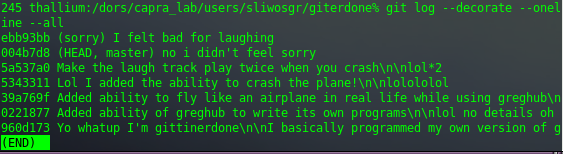 245 thallium:/dors/capra_lab/users/sliwosgr/giterdone% git log --decorate --onel
ine --all
ebb93bb (sorry) I felt bad for laughing
004b7d8 (HEAD, master) no i didn't feel sorry
5a537a0 Make the laugh track play twice when you crash\n\nlol*2
5343311 Lol I added the ability to crash the plane!\n\nlolololol
39a769f Added ability to fly like an airplane in real life while using greghub\n
0221877 Added ability of greghub to write its own programs\n\nlol no details oh
960d173 Yo whatup I'm gittinerdone\n\nI basically programmed my own version of g
(END)